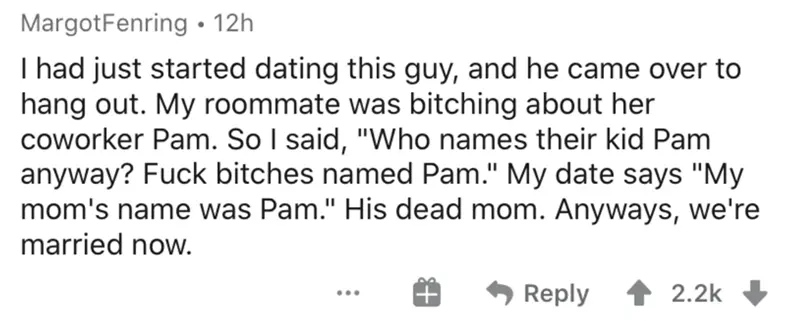 MargotFenring • 12h
I had just started dating this guy, and he came over to
hang out. My roommate was bitching about her
coworker Pam. So I said, "Who names their kid Pam
anyway? Fuck bitches named Pam." My date says "My
mom's name was Pam." His dead mom. Anyways, we're
married now.
... Reply 2.2k